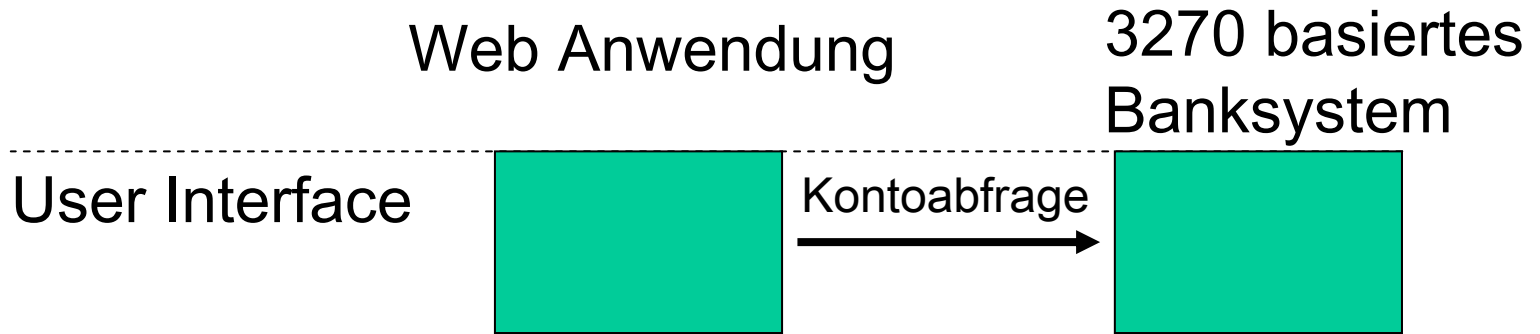 Web Anwendung
3270 basiertes
Banksystem
User Interface
Kontoabfrage